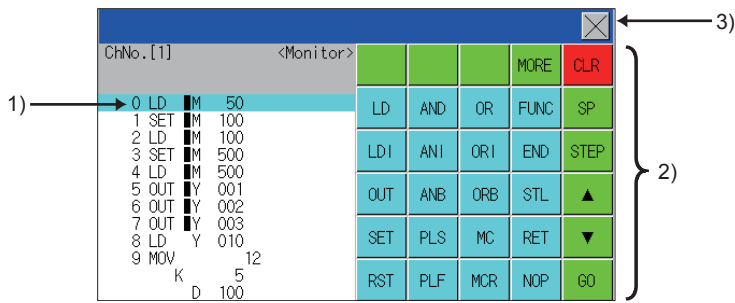 3)
ChNo.[1] <Monitor>
MORE CLR
1)
0 LD M 50
1 SET M 100
2 LD M 100
3 SET M 500
4 LD M 500
5 OUT Y 001
6 OUT Y 002
7 OUT Y 003
8 LD Y 010
9 MOV 12
K 5
D 100
LD AND OR FUNC SP
LDI ANI ORI END STEP
OUT ANB ORB STL ▲
SET PLS MC RET ▼
RST PLF MCR NOP GO
2)